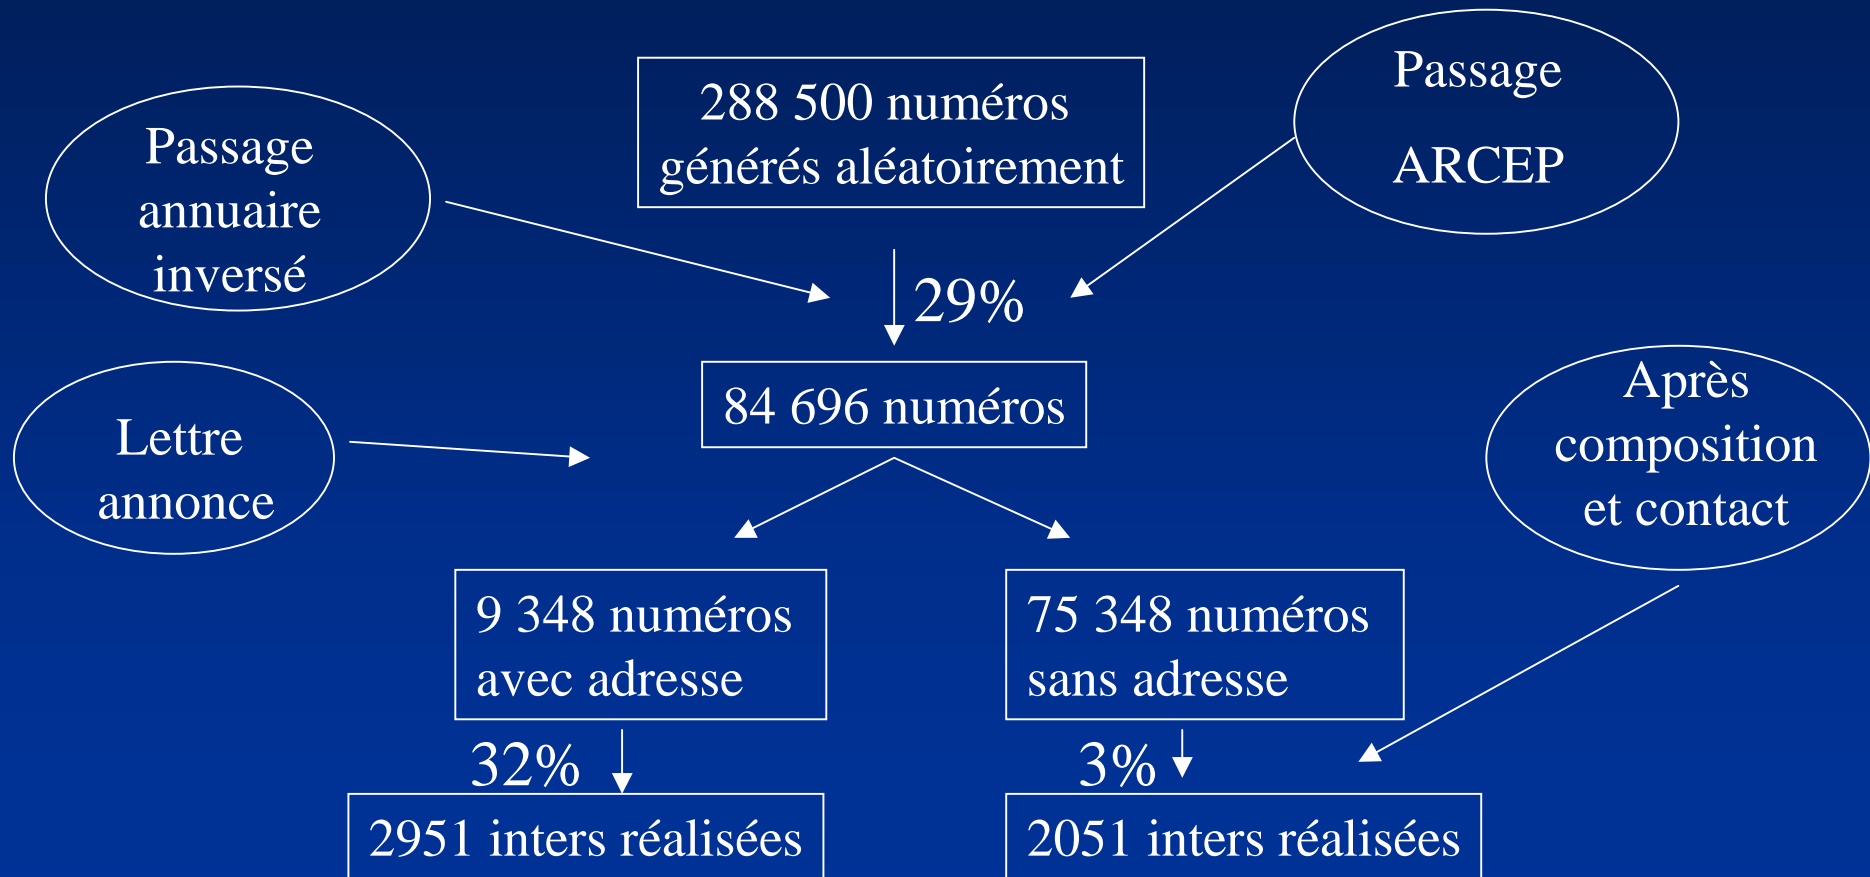 288 500 numéros
générés aléatoirement
Passage
ARCEP
Passage
annuaire
inversé
29%
84 696 numéros
Lettre
annonce
Après
composition
et contact
9 348 numéros
avec adresse
75 348 numéros
sans adresse
32%
3%
2951 inters réalisées
2051 inters réalisées